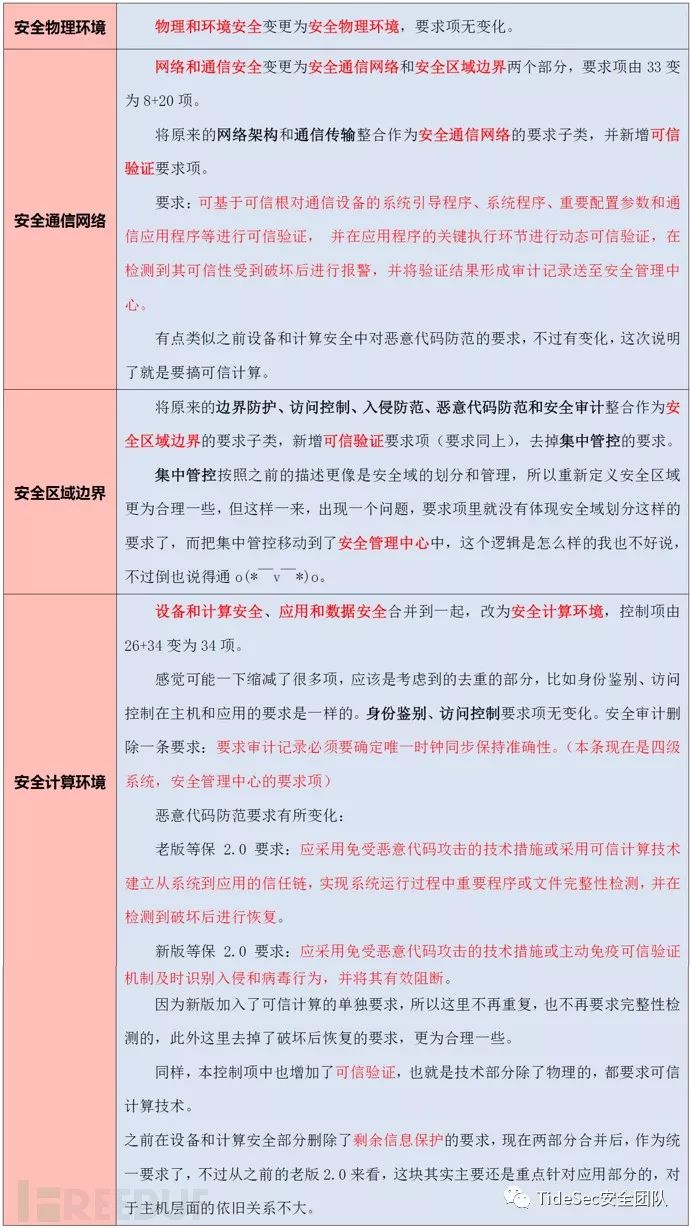 安全物理环境
物理和环境安全变更为安全物理环境，要求项无变化。
安全通信网络
网络和通信安全变更为安全通信网络和安全区域边界两个部分，要求项由 33 变
为 8+20 项。
将原来的网络架构和通信传输整合作为安全通信网络的要求子类，并新增可信
验证要求项。
要求：可基于可信根对通信设备的系统引导程序、系统程序、重要配置参数和通
信应用程序等进行可信验证， 并在应用程序的关键执行环节进行动态可信验证，在
检测到其可信性受到破坏后进行报警，并将验证结果形成审计记录送至安全管理中
心。
有点类似之前设备和计算安全中对恶意代码防范的要求，不过有变化，这次说明
了就是要搞可信计算。
安全区域边界
将原来的边界防护、访问控制、入侵防范、恶意代码防范和安全审计整合作为安
全区域边界的要求子类，新增可信验证要求项（要求同上），去掉集中管控的要求。
集中管控按照之前的描述更像是安全域的划分和管理，所以重新定义安全区域
更为合理一些，但这样一来，出现一个问题，要求项里就没有体现安全域划分这样的
要求了，而把集中管控移动到了安全管理中心中，这个逻辑是怎么样的我也不好说，
不过倒也说得通 o(*￣v￣*)o。
安全计算环境
设备和计算安全、应用和数据安全合并到一起，改为安全计算环境，控制项由
26+34 变为 34 项。
感觉可能一下缩减了很多项，应该是考虑到的去重的部分，比如身份鉴别、访问
控制在主机和应用的要求是一样的。身份鉴别、访问控制要求项无变化。安全审计删
除一条要求：要求审计记录必须要确定唯一时钟同步保持准确性。（本条现在是四级
系统，安全管理中心的要求项）
恶意代码防范要求有所变化：
老版等保 2.0 要求：应采用免受恶意代码攻击的技术措施或采用可信计算技术
建立从系统到应用的信任链，实现系统运行过程中重要程序或文件完整性检测，并在
检测到破坏后进行恢复。
新版等保 2.0 要求：应采用免受恶意代码攻击的技术措施或主动免疫可信验证
机制及时识别入侵和病毒行为，并将其有效阻断。
因为新版加入了可信计算的单独要求，所以这里不再重复，也不再要求完整性检
测的，此外这里去掉了破坏后恢复的要求，更为合理一些。
同样，本控制项中也增加了可信验证，也就是技术部分除了物理的，都要求可信
计算技术。
之前在设备和计算安全部分删除了剩余信息保护的要求，现在两部分合并后，作为统
一要求了，不过从之前的老版 2.0 来看，这块其实主要还是重点针对应用部分的，对
于主机层面的依旧关系不大。
FREEBUF
TideSec安全团队